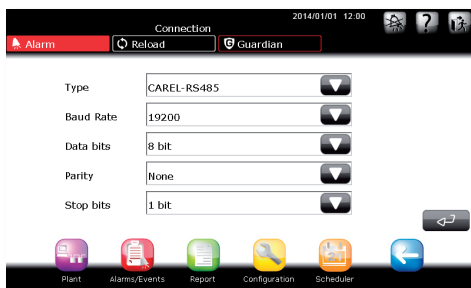 2014/01/01 12:00
Connection
Alarm Reload Guardian
Type CAREL-RS485
Baud Rate 19200
Data bits 8 bit
Parity None
Stop bits 1 bit
Plant Alarms/Events Report Configuration Scheduler